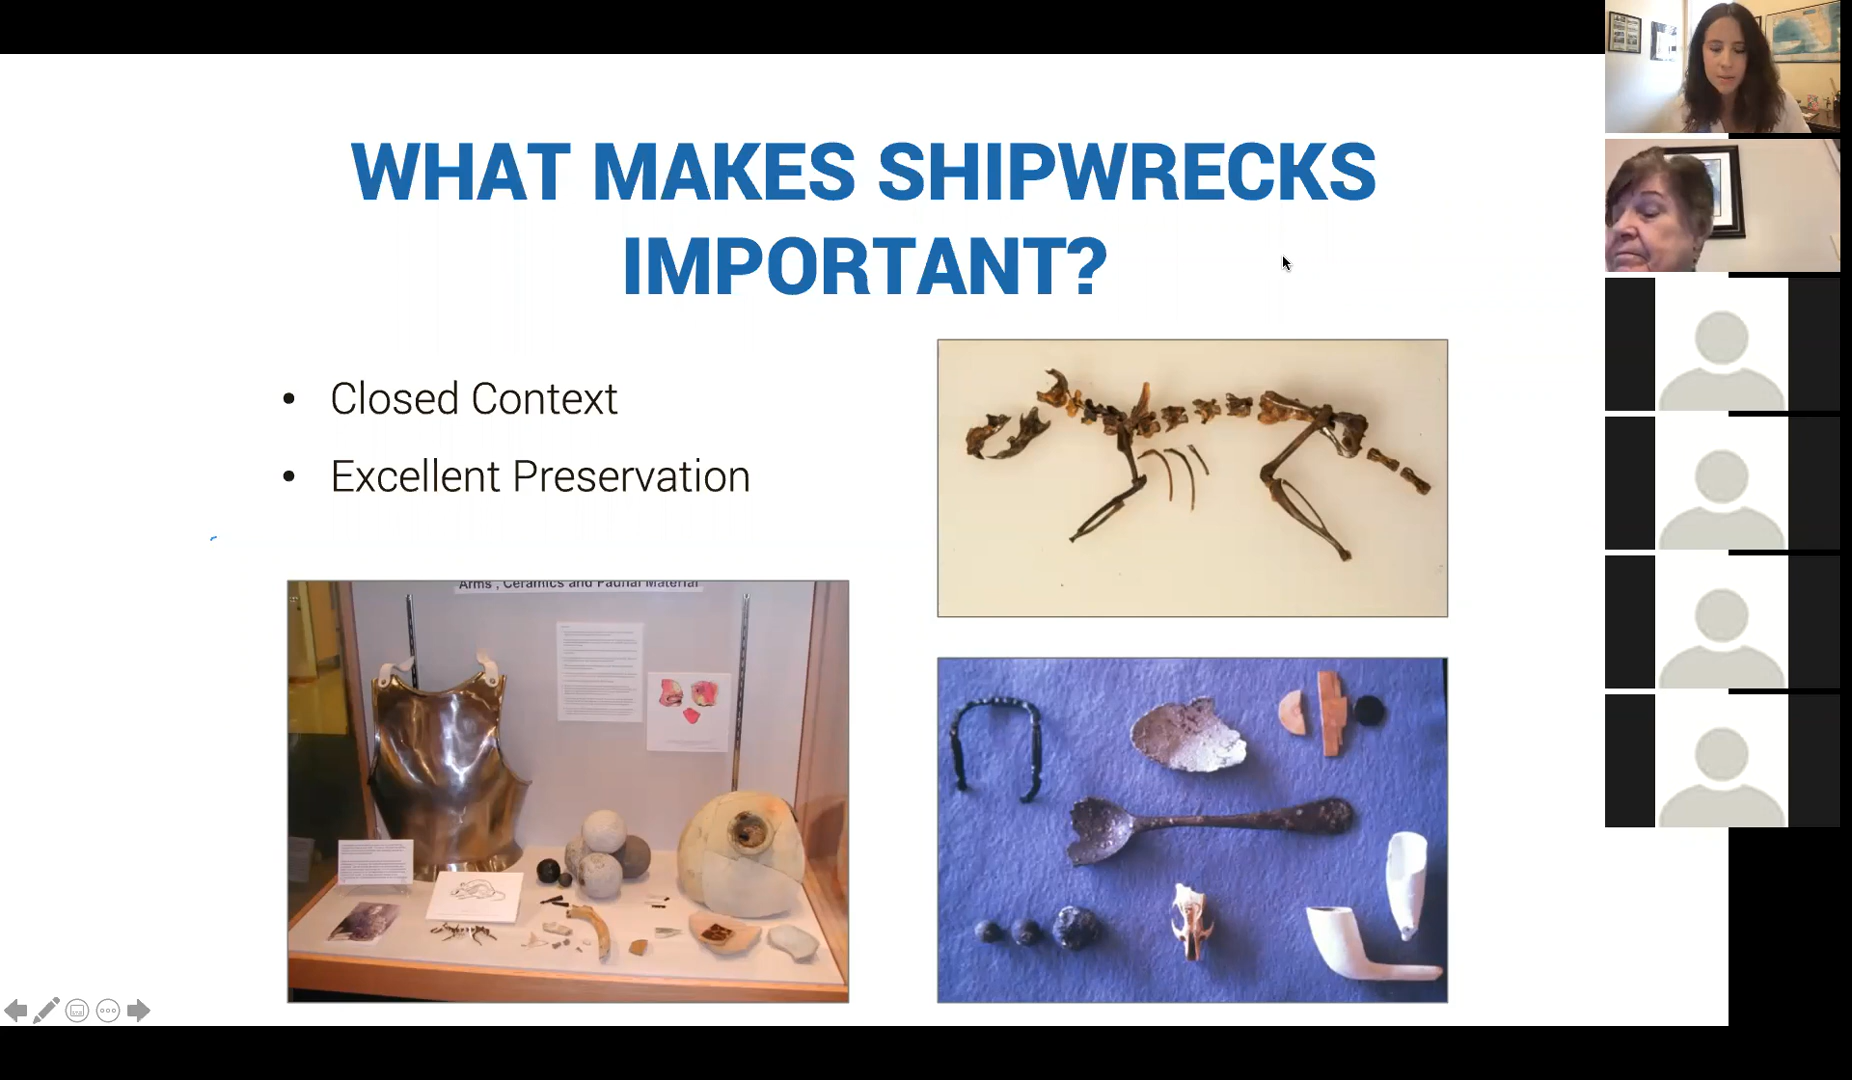 WHAT MAKES SHIPWRECKS
IMPORTANT?
• Closed Context
• Excellent Preservation
Arms , Ceramics and Faunal Material